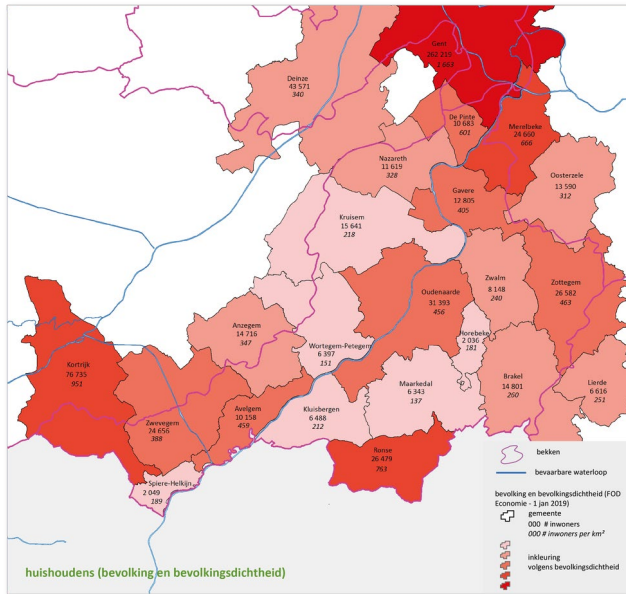 Gent
262 219
1 663
Deinze
43 571
340
De Pinte
10 683
601
Merelbeke
24 660
666
Nazareth
11 619
328
Oosterzele
13 590
312
Gavere
12 805
405
Kruisem
15 641
218
Zwalm
8 148
240
Zottegem
26 582
463
Oudenaarde
31 393
456
Anzegem
14 716
347
Wortegem-Petegem
6 397
151
Horebeke
2 036
181
Kortrijk
76 735
951
Maarkedal
6 343
137
Brakel
14 801
260
Lierde
6 616
251
Zwevegem
24 656
388
Avelgem
10 158
459
Kluisbergen
6 488
212
Ronse
26 479
763
Spiere-Helkijn
2 049
189
bekken
bevaarbare waterloop
bevolking en bevolkingsdichtheid (FOD
Economie - 1 jan 2019)
gemeente
000 # inwoners
000 # inwoners per km²
inkleuring
volgens bevolkingsdichtheid
huishoudens (bevolking en bevolkingsdichtheid)